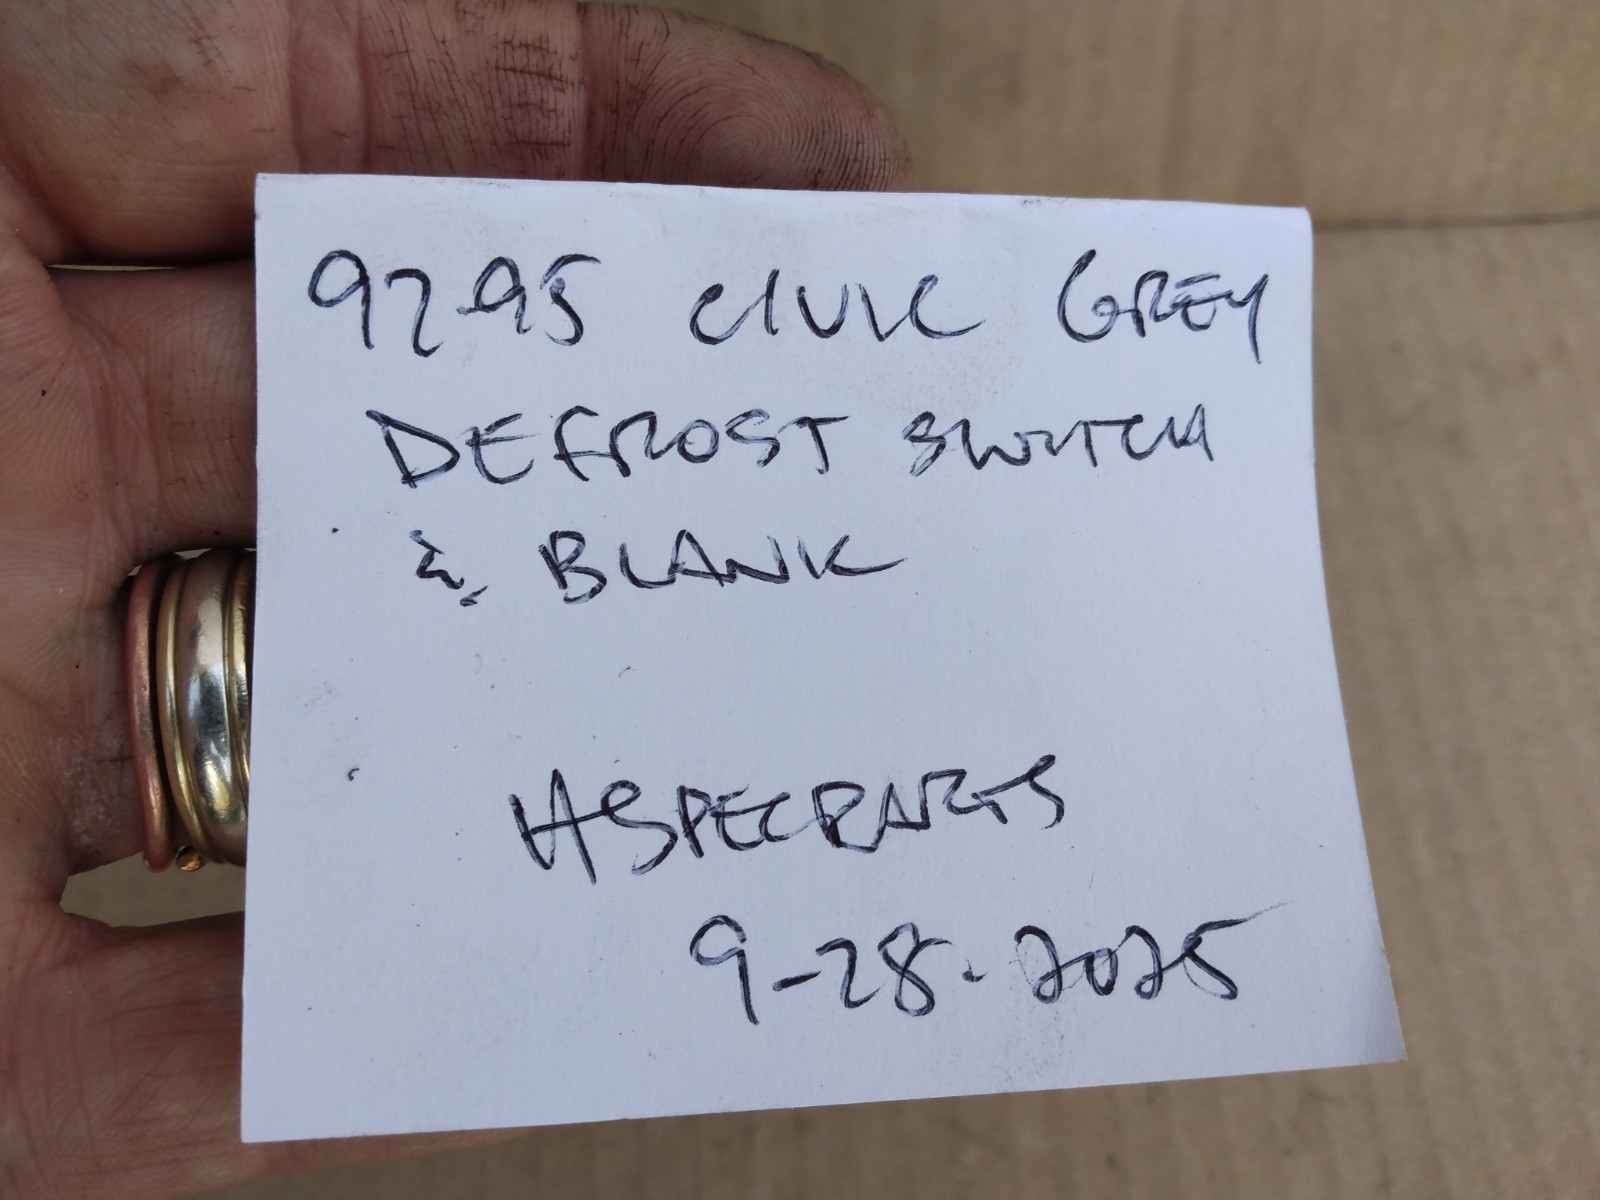 92-95 CIVIC GREY
DEFROST SWITCH
& BLANK
HSPECPARTS
9-28-2025